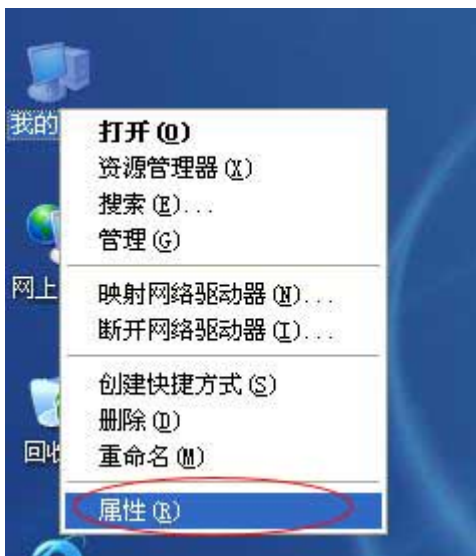 我的
打开(O)
资源管理器(X)
搜索(E)...
管理(G)
网上
映射网络驱动器(N)...
断开网络驱动器(I)...
创建快捷方式(S)
删除(D)
回收
重命名(M)
属性(R)